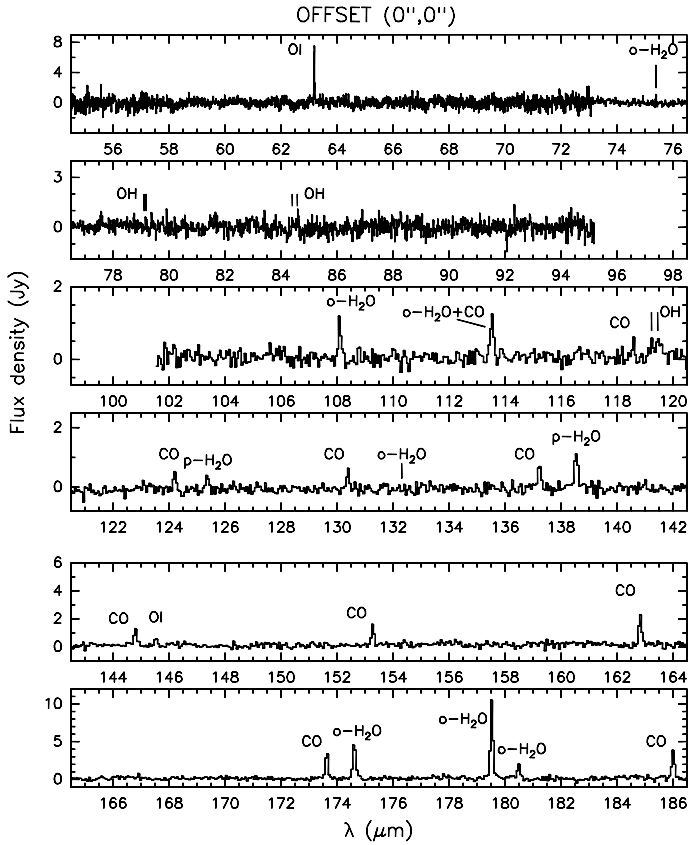 OFFSET (0",0")
OI
o-H₂O
8
4
0
56 58 60 62 64 66 68 70 72 74 76
OH
OH
3
0
78 80 82 84 86 88 90 92 94 96 98
o-H₂O
o-H₂O+CO
CO
OH
2
1
0
100 102 104 106 108 110 112 114 116 118 120
CO
p-H₂O
CO
o-H₂O
CO
p-H₂O
2
0
122 124 126 128 130 132 134 136 138 140 142
CO
OI
CO
CO
6
4
2
0
144 146 148 150 152 154 156 158 160 162 164
CO
o-H₂O
o-H₂O
o-H₂O
CO
10
5
0
166 168 170 172 174 176 178 180 182 184 186
Flux density (Jy)
λ (μm)